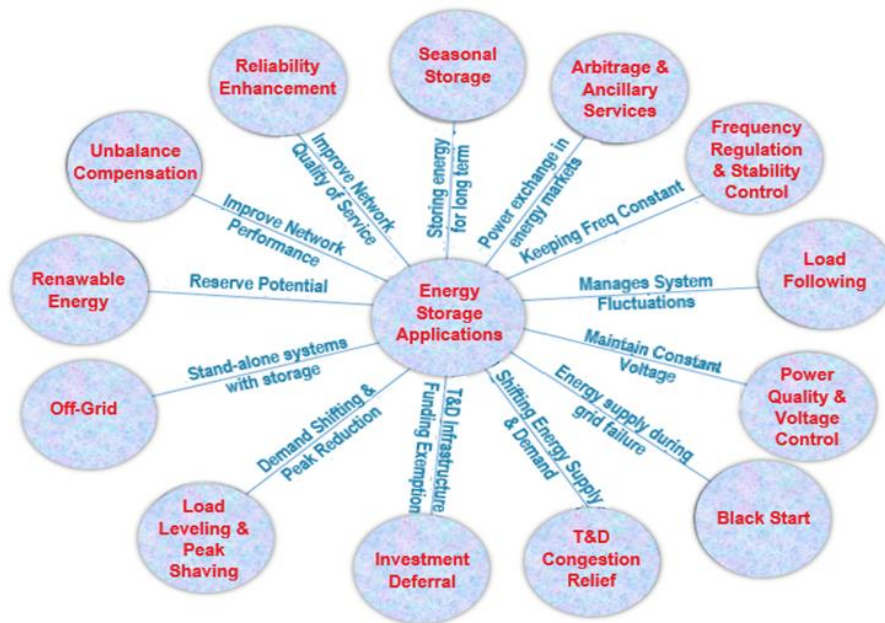 Seasonal
Storage
Reliability
Enhancement
Arbitrage &
Ancillary
Services
Frequency
Regulation
& Stability
Control
Unbalance
Compensation
Improve Network
Quality of Service
Storing energy
for long term
Power exchange in
energy markets
Keeping Freq Constant
Improve Network
Performance
Renawable
Energy
Reserve Potential
Energy
Storage
Applications
Manages System
Fluctuations
Load
Following
Stand-alone systems
with storage
Maintain Constant
Voltage
Off-Grid
Power
Quality &
Voltage
Control
Demand Shifting &
Peak Reduction
T&D Infrastructure
Funding Exemption
Shifting Energy Supply
& Demand
Energy supply during
grid failure
Load
Leveling &
Peak
Shaving
Investment
Deferral
T&D
Congestion
Relief
Black Start